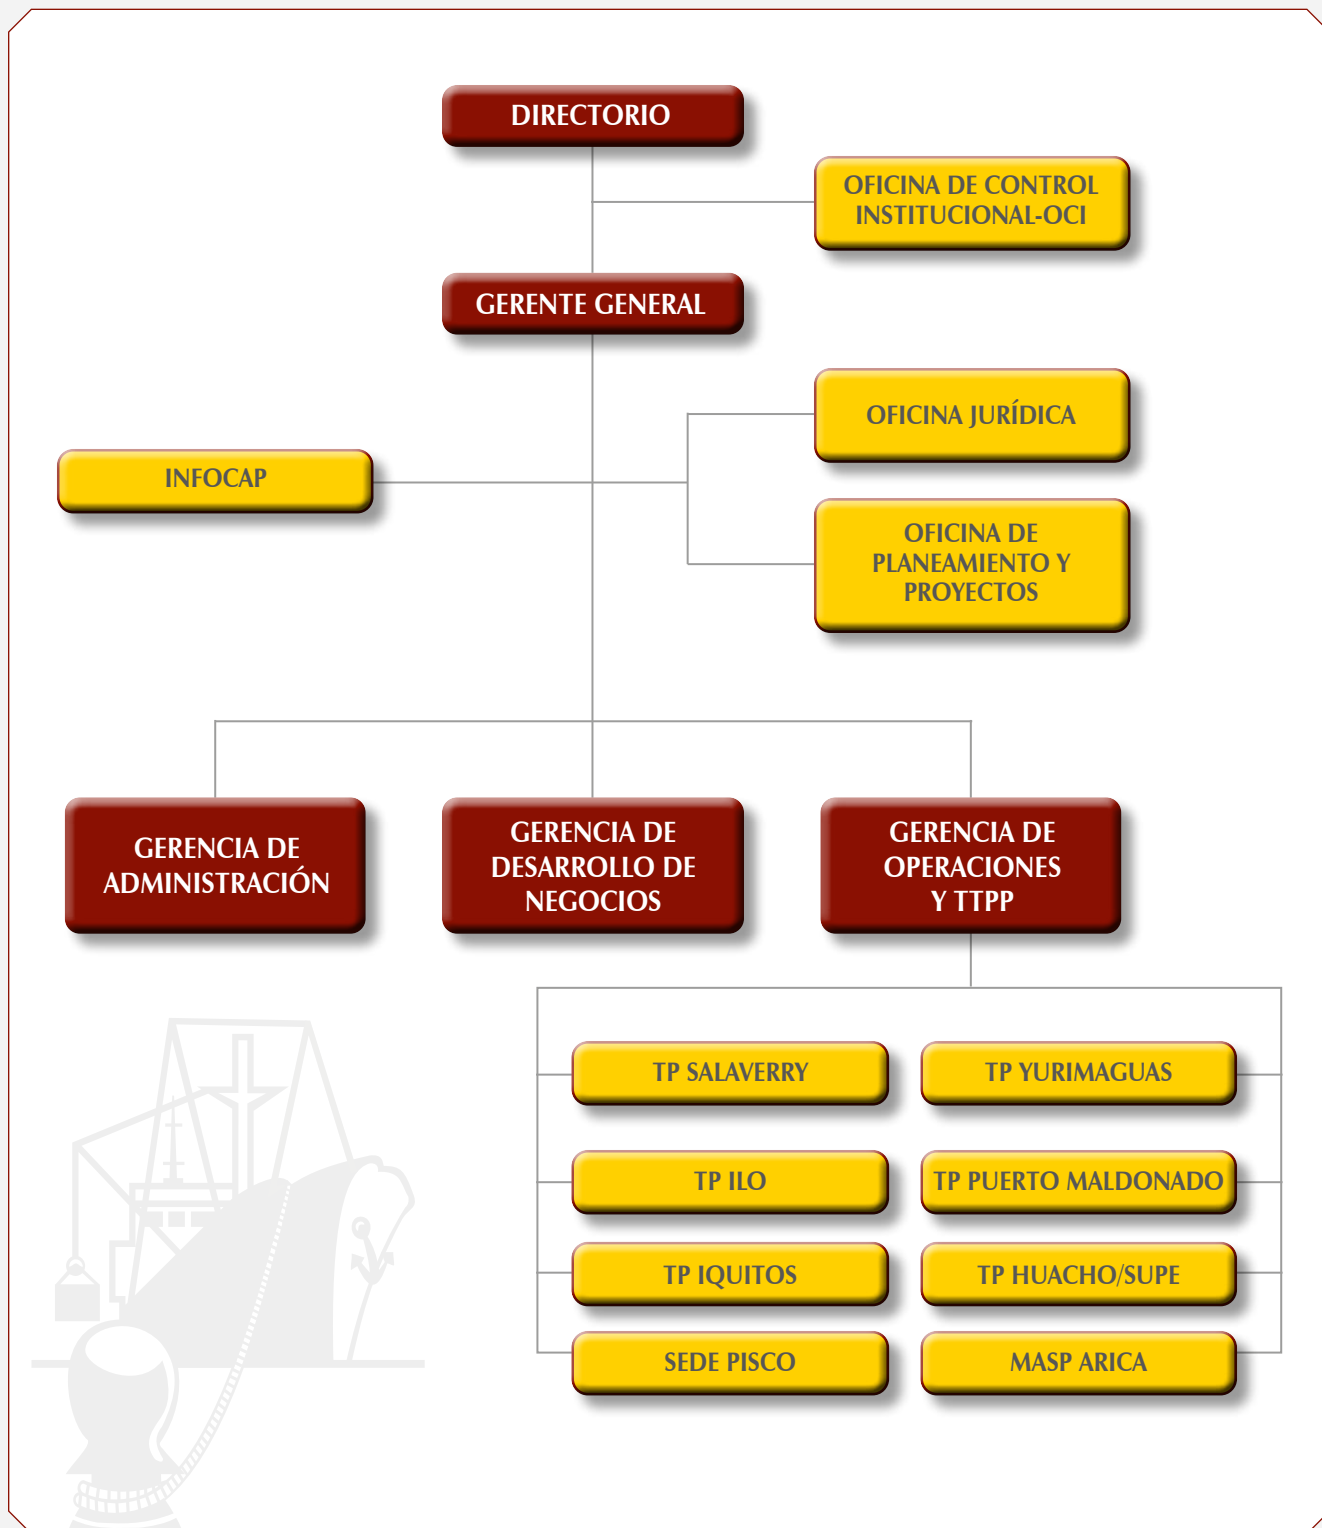 DIRECTORIO
OFICINA DE CONTROL
INSTITUCIONAL-OCI
GERENTE GENERAL
OFICINA JURÍDICA
INFOCAP
OFICINA DE
PLANEAMIENTO Y
PROYECTOS
GERENCIA DE
ADMINISTRACIÓN
GERENCIA DE
DESARROLLO DE
NEGOCIOS
GERENCIA DE
OPERACIONES
Y TTPP
TP SALAVERRY
TP YURIMAGUAS
TP ILO
TP PUERTO MALDONADO
TP IQUITOS
TP HUACHO/SUPE
SEDE PISCO
MASP ARICA